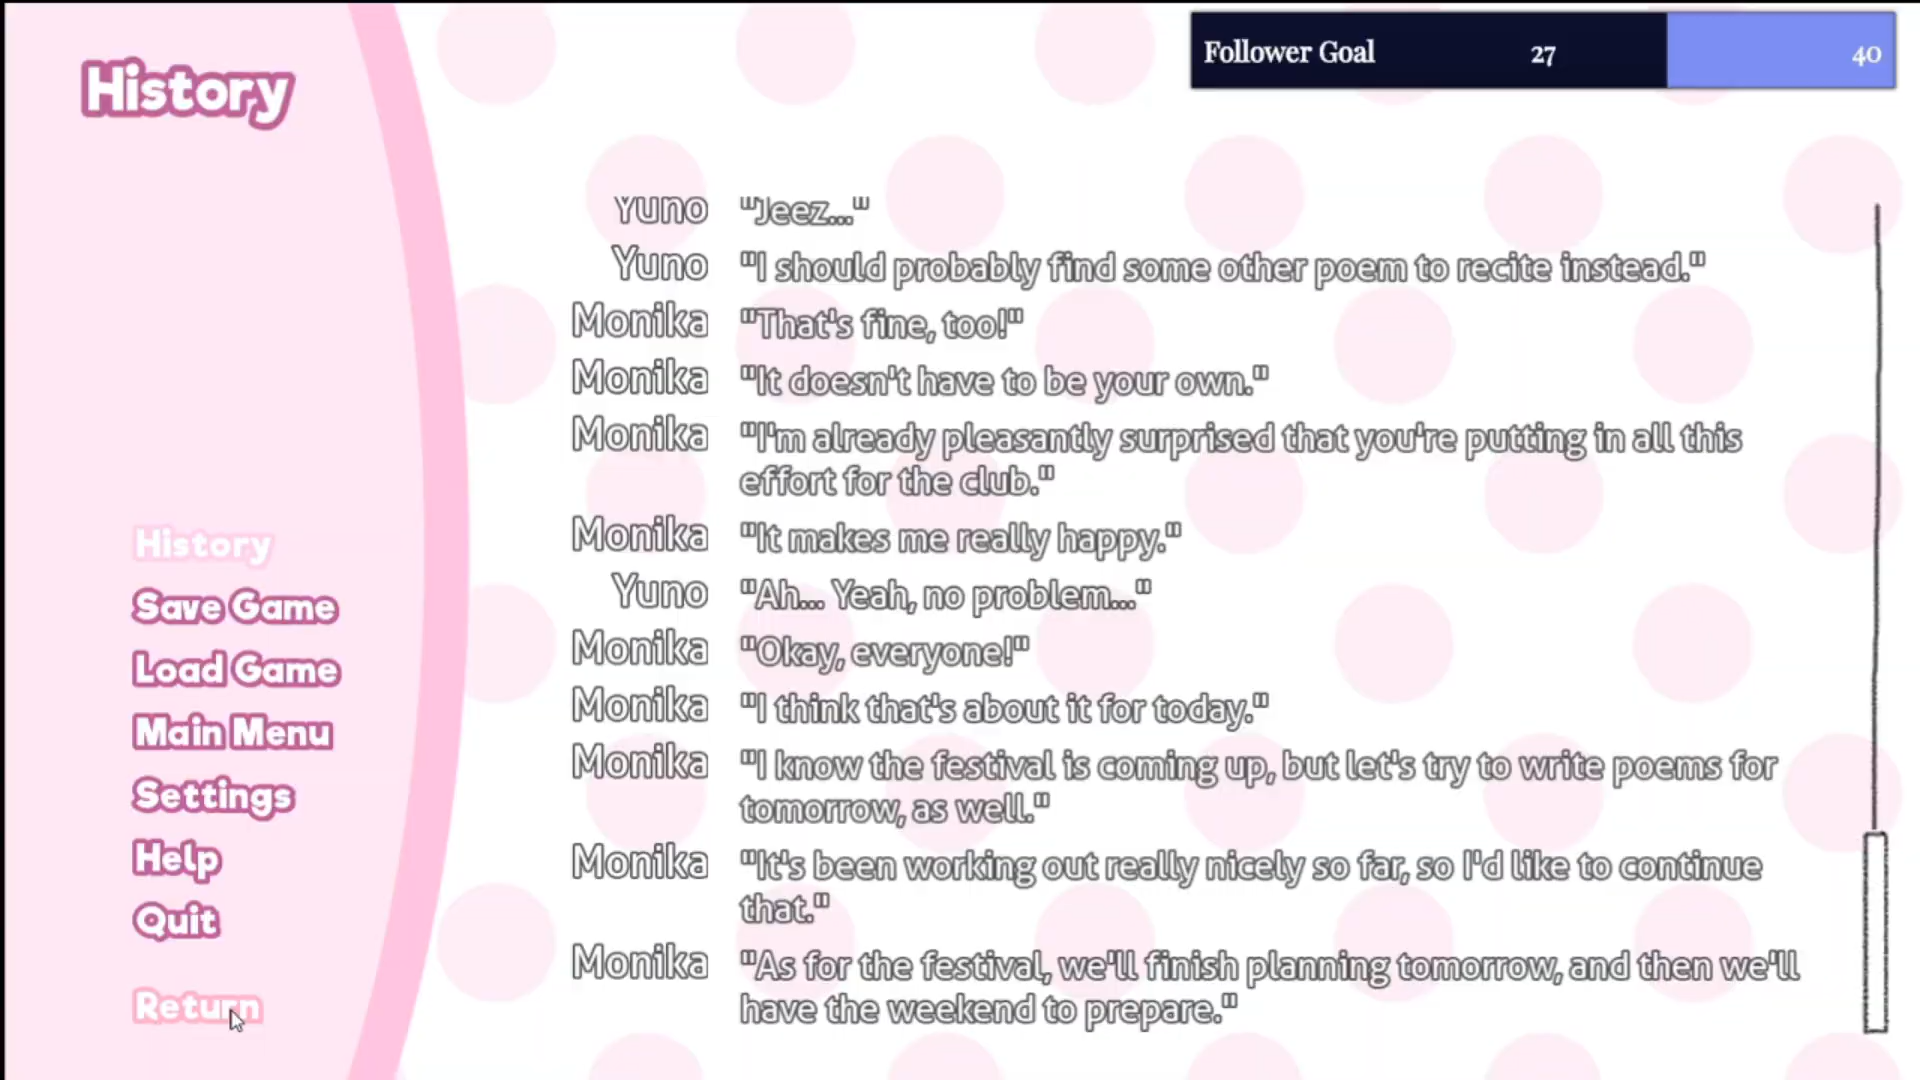 History
Follower Goal 27 40
Yuno "Jeez..."
Yuno "I should probably find some other poem to recite instead."
Monika "That's fine, too!"
Monika "It doesn't have to be your own."
Monika "I'm already pleasantly surprised that you're putting in all this
effort for the club."
Monika "It makes me really happy."
Yuno "Ah... Yeah, no problem..."
Monika "Okay, everyone!"
Monika "I think that's about it for today."
Monika "I know the festival is coming up, but let's try to write poems for
tomorrow, as well."
Monika "It's been working out really nicely so far, so I'd like to continue
that."
Monika "As for the festival, we'll finish planning tomorrow, and then we'll
have the weekend to prepare."
History
Save Game
Load Game
Main Menu
Settings
Help
Quit
Return